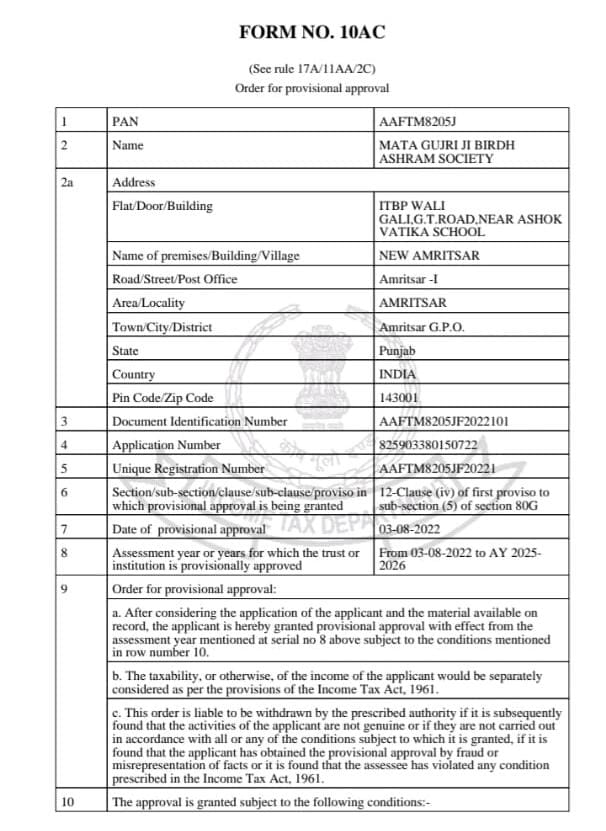 FORM NO. 10AC
(See rule 17A/11AA/2C)
Order for provisional approval
1 PAN AAFTM8205J
2 Name MATA GUJRI JI BIRDH
ASHRAM SOCIETY
2a Address
Flat/Door/Building ITBP WALI
GALI,G.T.ROAD,NEAR ASHOK
VATIKA SCHOOL
Name of premises/Building/Village NEW AMRITSAR
Road/Street/Post Office Amritsar -I
Area/Locality AMRITSAR
Town/City/District Amritsar G.P.O.
State Punjab
Country INDIA
Pin Code/Zip Code 143001
3 Document Identification Number AAFTM8205JF2022101
4 Application Number 825903380150722
5 Unique Registration Number AAFTM8205JF20221
6 Section/sub-section/clause/sub-clause/proviso in 12-Clause (iv) of first proviso to
which provisional approval is being granted sub-section (5) of section 80G
7 Date of provisional approval 03-08-2022
8 Assessment year or years for which the trust or From 03-08-2022 to AY 2025-
institution is provisionally approved 2026
9 Order for provisional approval:
a. After considering the application of the applicant and the material available on
record, the applicant is hereby granted provisional approval with effect from the
assessment year mentioned at serial no 8 above subject to the conditions mentioned
in row number 10.
b. The taxability, or otherwise, of the income of the applicant would be separately
considered as per the provisions of the Income Tax Act, 1961.
c. This order is liable to be withdrawn by the prescribed authority if it is subsequently
found that the activities of the applicant are not genuine or if they are not carried out
in accordance with all or any of the conditions subject to which it is granted, if it is
found that the applicant has obtained the provisional approval by fraud or
misrepresentation of facts or it is found that the assessee has violated any condition
prescribed in the Income Tax Act, 1961.
10 The approval is granted subject to the following conditions:-
INCOME TAX DEPARTMENT